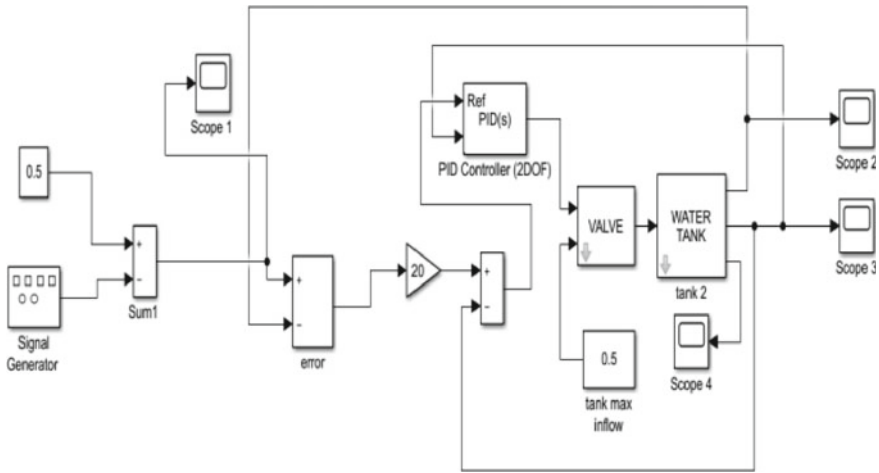 Scope 1
Ref
PID(s)
PID Controller (2DOF)
Scope 2
0.5
+
−
Sum1
VALVE
WATER
TANK
tank 2
Scope 3
Signal
Generator
+
−
error
20
+
−
0.5
tank max
inflow
Scope 4